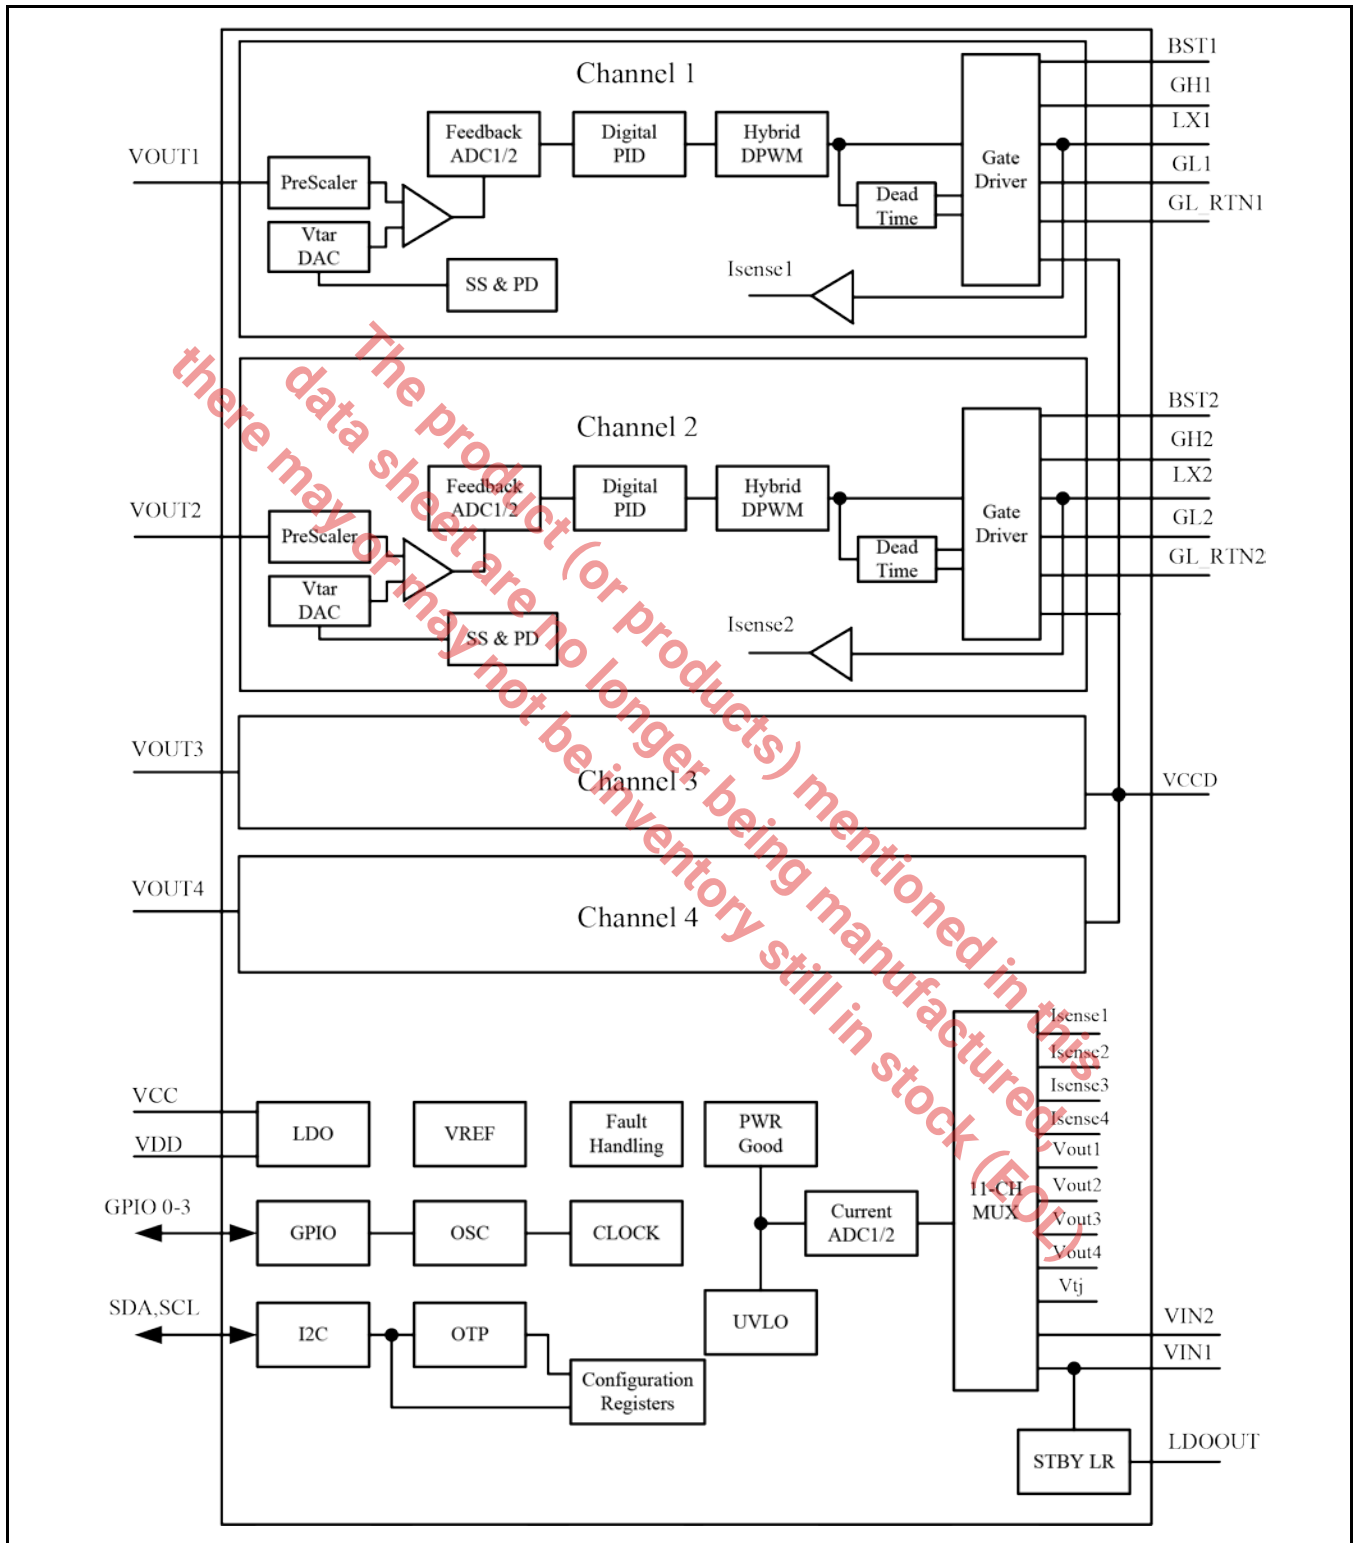 Channel 1
BST1
GH1
LX1
GL1
GL_RTN1
VOUT1
PreScaler
Vtar
DAC
Feedback
ADC1/2
Digital
PID
Hybrid
DPWM
Dead
Time
Gate
Driver
SS & PD
Isense1
Channel 2
BST2
GH2
LX2
GL2
GL_RTN2
VOUT2
PreScaler
Vtar
DAC
Feedback
ADC1/2
Digital
PID
Hybrid
DPWM
Dead
Time
Gate
Driver
SS & PD
Isense2
VOUT3
Channel 3
VCCD
VOUT4
Channel 4
VCC
VDD
LDO
VREF
Fault
Handling
PWR
Good
GPIO 0-3
GPIO
OSC
CLOCK
Current
ADC1/2
11-CH
MUX
Isense1
Isense2
Isense3
Isense4
Vout1
Vout2
Vout3
Vout4
Vtj
VIN2
VIN1
SDA,SCL
I2C
OTP
UVLO
Configuration
Registers
STBY LR
LDOOUT
The product (or products) mentioned in this
data sheet are no longer being manufactured,
there may or may not be inventory still in stock (EOL)